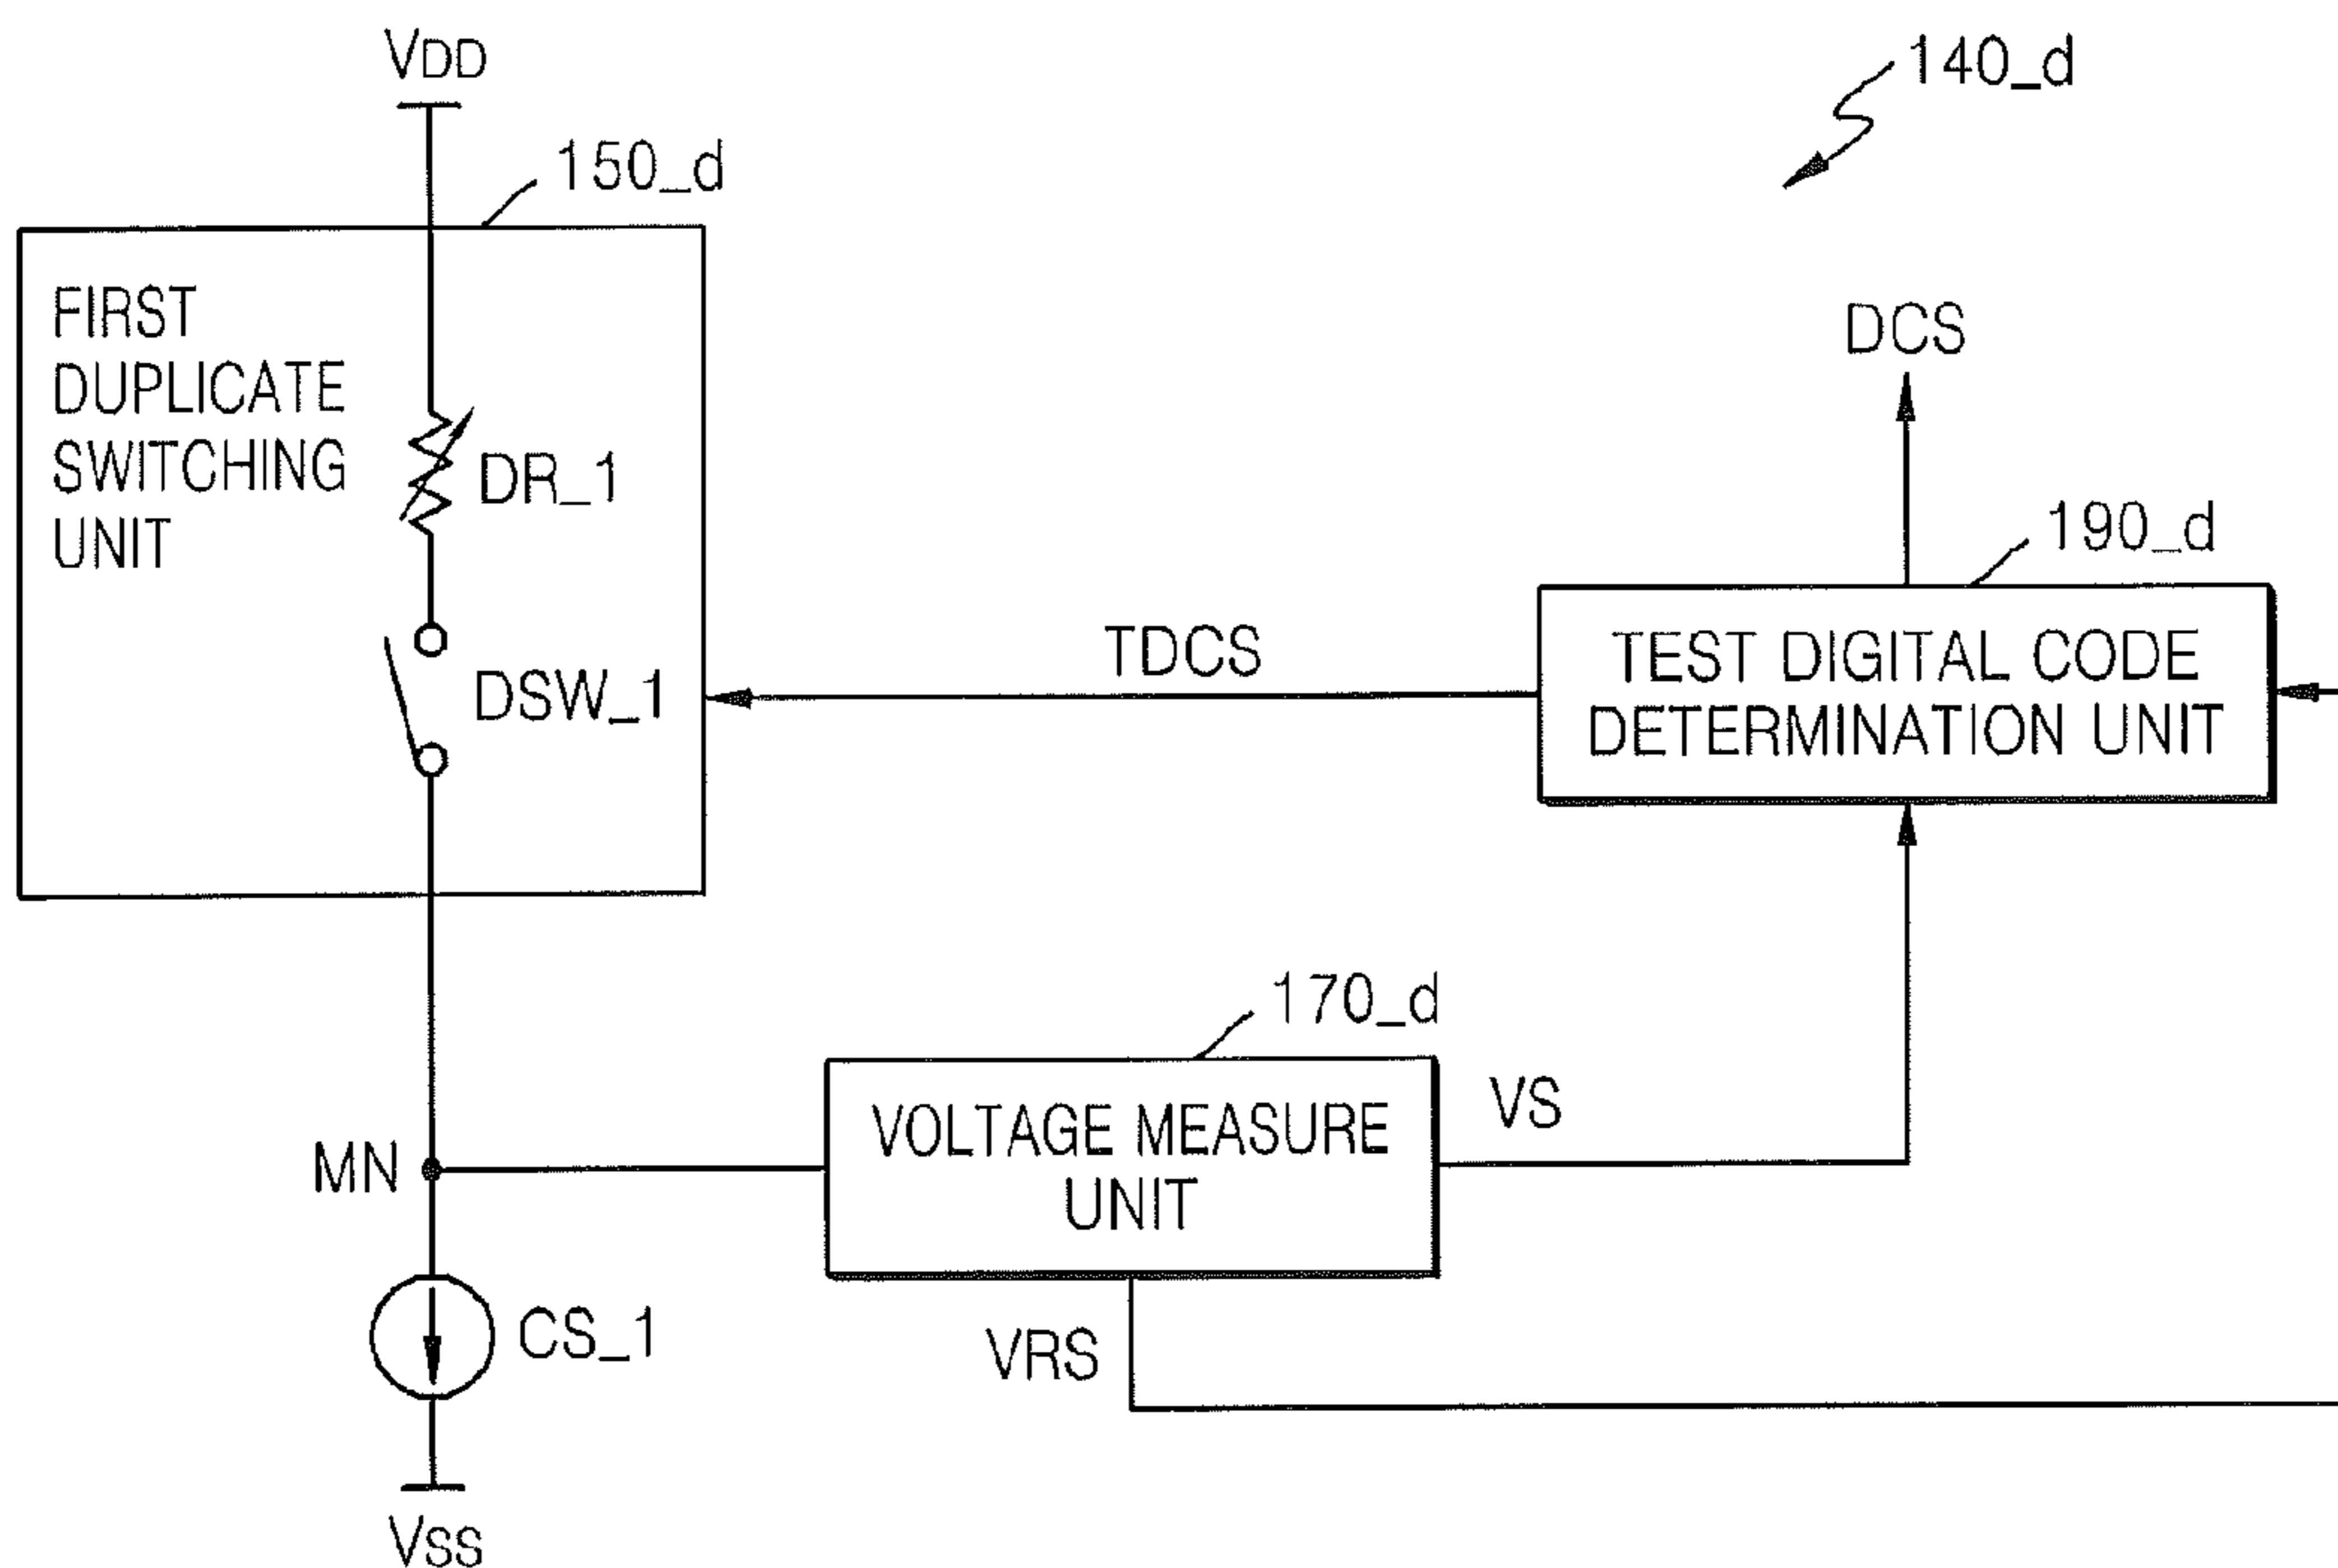 VDD
140_d
150_d
FIRST
DUPLICATE
SWITCHING
UNIT
DR_1
DSW_1
DCS
190_d
TDCS
TEST DIGITAL CODE
DETERMINATION UNIT
170_d
VOLTAGE MEASURE
UNIT
VS
MN
CS_1
VRS
VSS